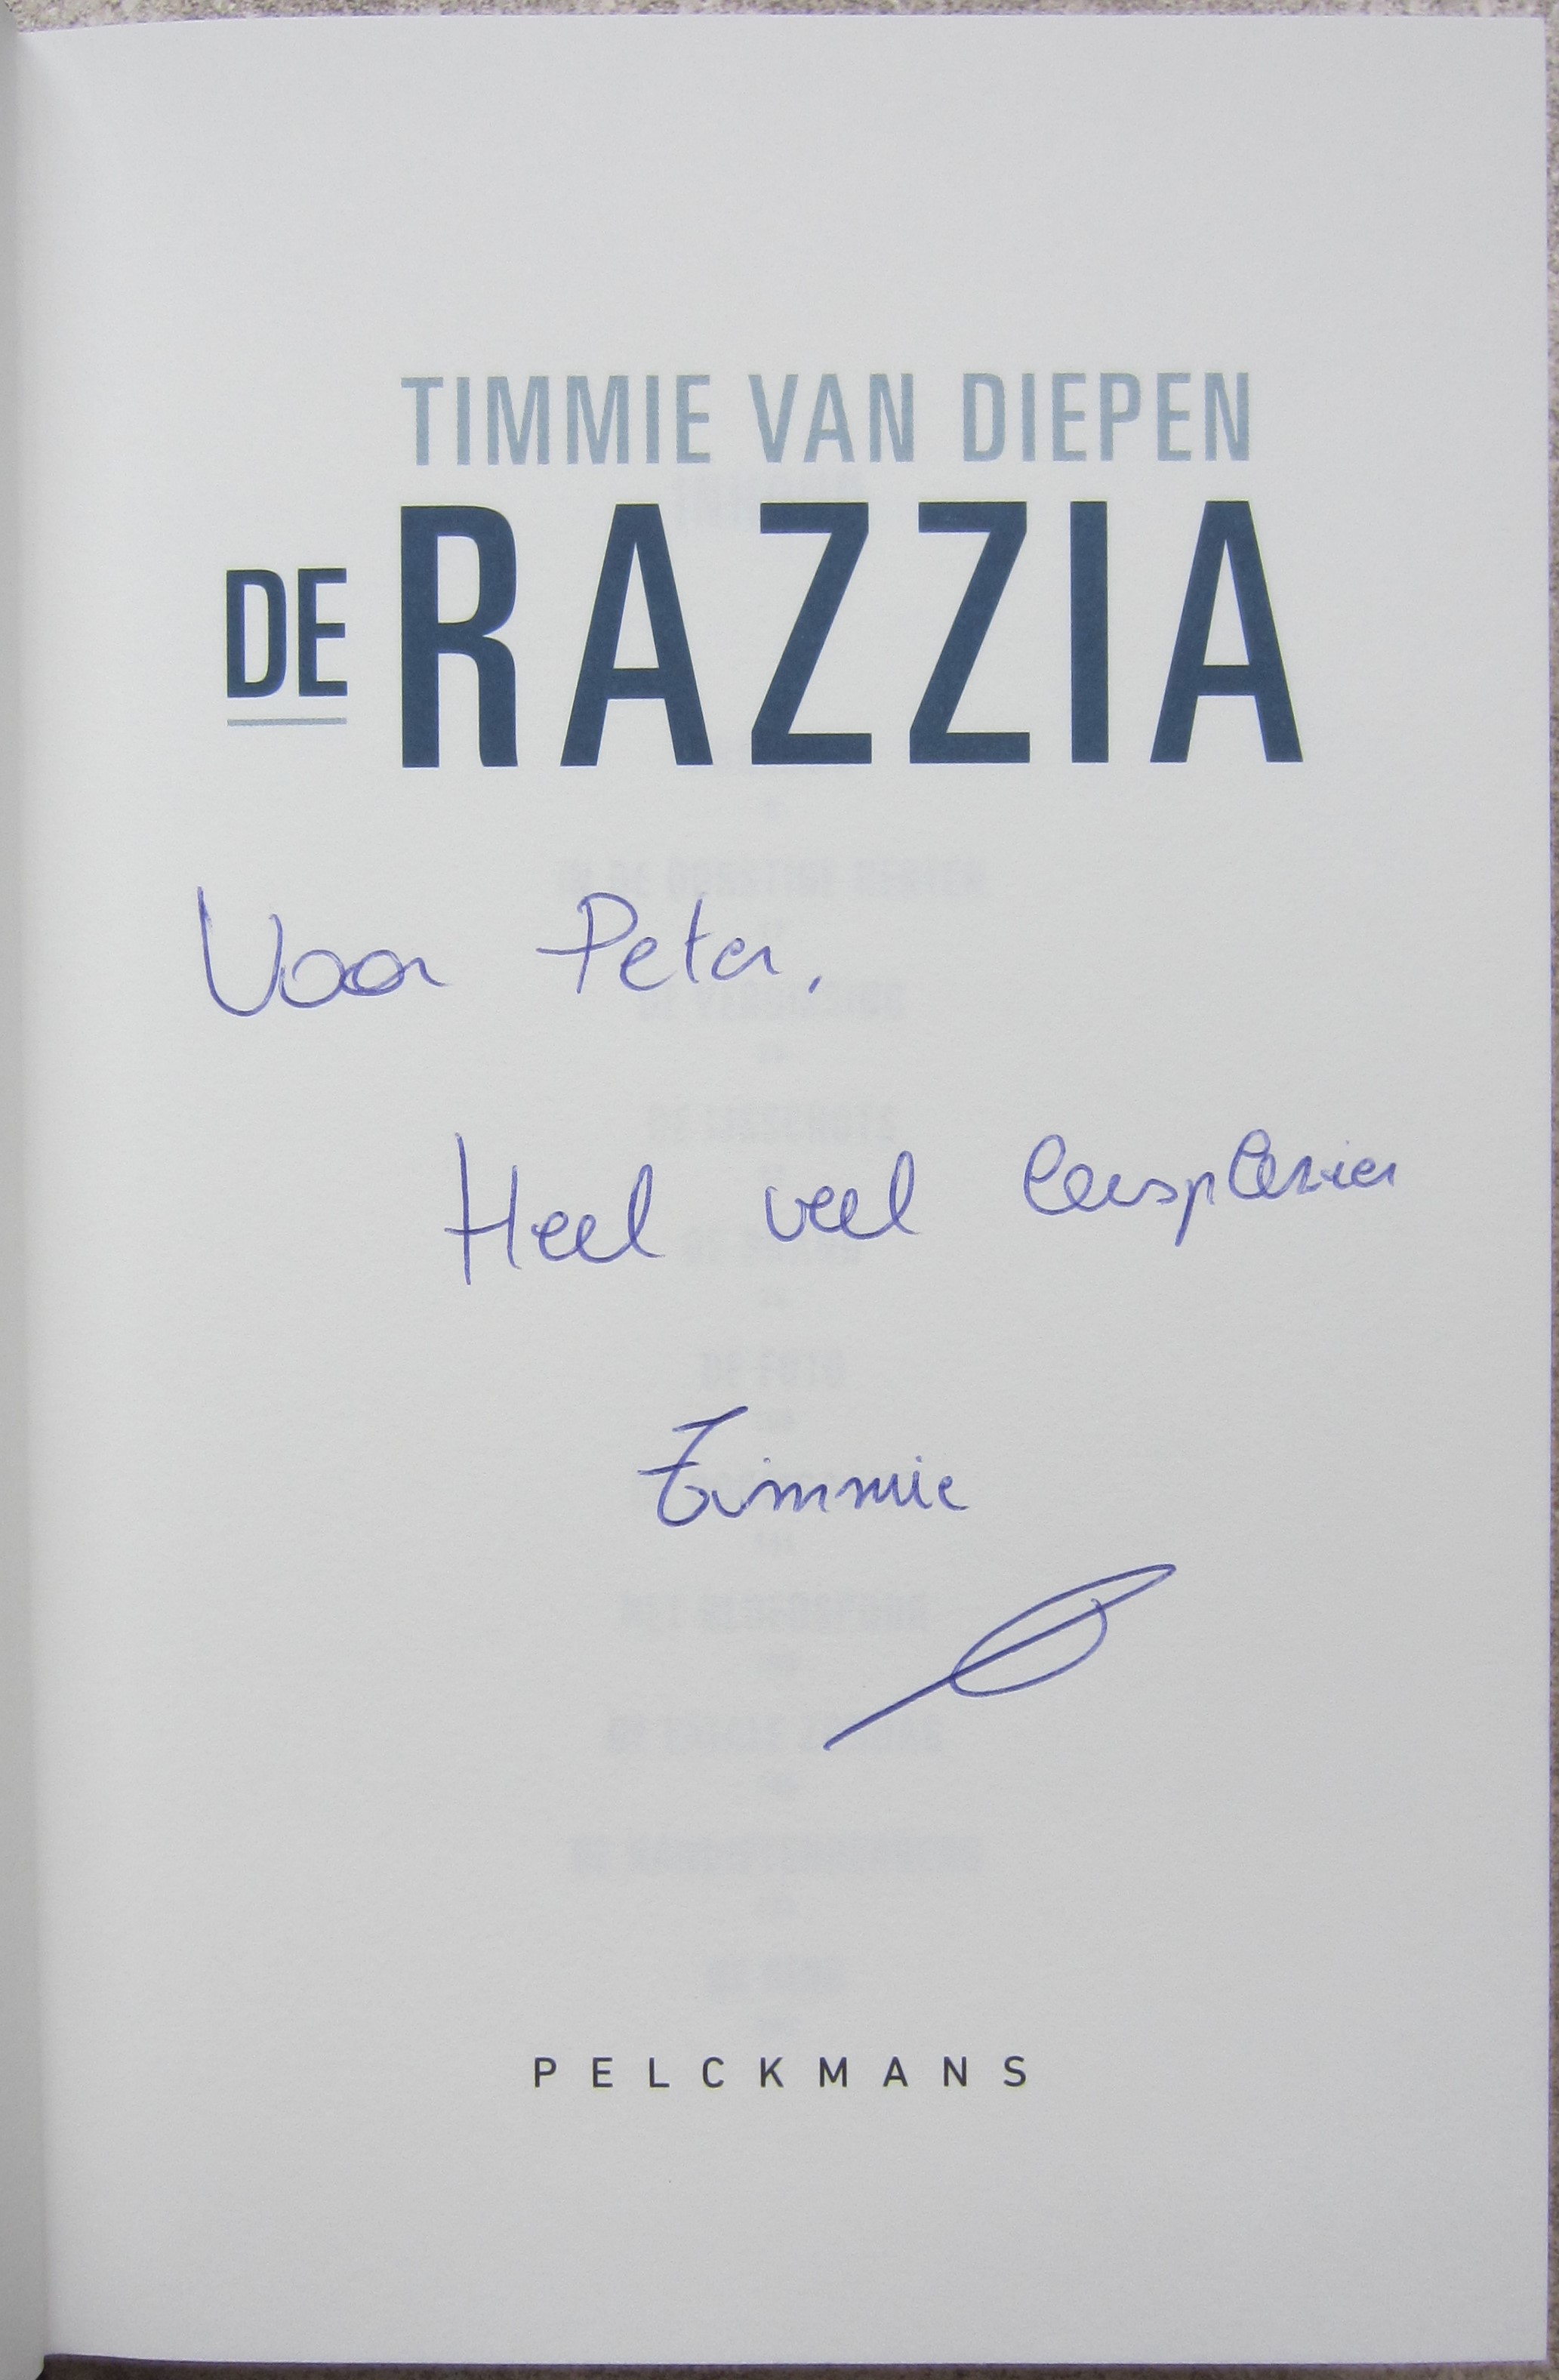 TIMMIE VAN DIEPEN
DE RAZZIA
Voor Peter,
Heel veel leesplezier
Timmie
PELCKMANS